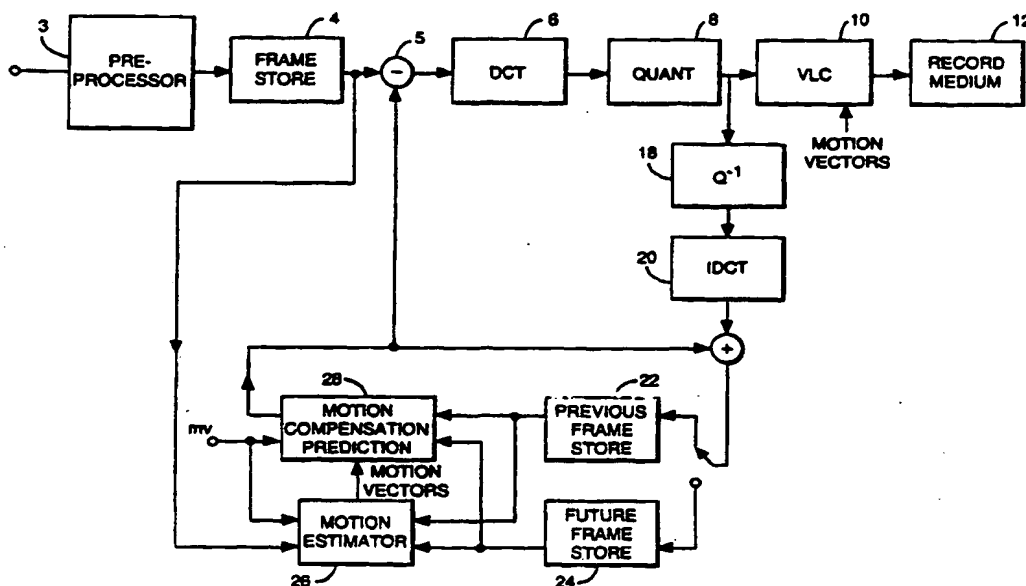 3
PRE-
PROCESSOR
4
FRAME
STORE
5
-
6
DCT
8
QUANT
10
VLC
12
RECORD
MEDIUM
MOTION
VECTORS
18
Q-1
20
IDCT
+
28
MOTION
COMPENSATION
PREDICTION
mv
22
PREVIOUS
FRAME
STORE
MOTION
VECTORS
MOTION
ESTIMATOR
26
FUTURE
FRAME
STORE
24